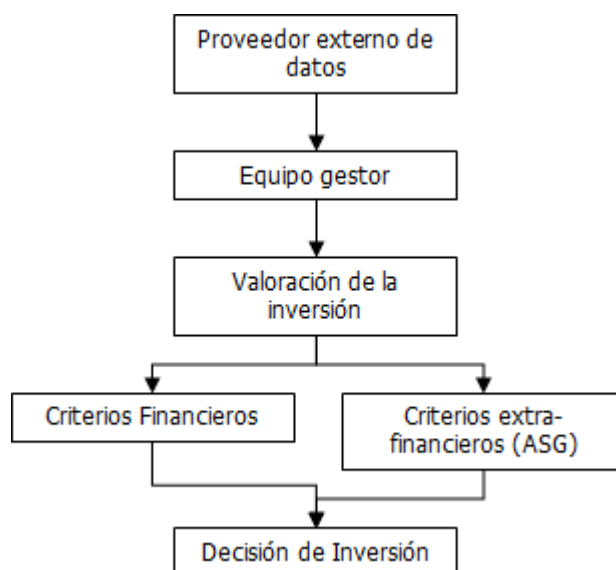 Proveedor externo de
datos
Equipo gestor
Valoración de la
inversión
Criterios Financieros
Criterios extra-
financieros (ASG)
Decisión de Inversión